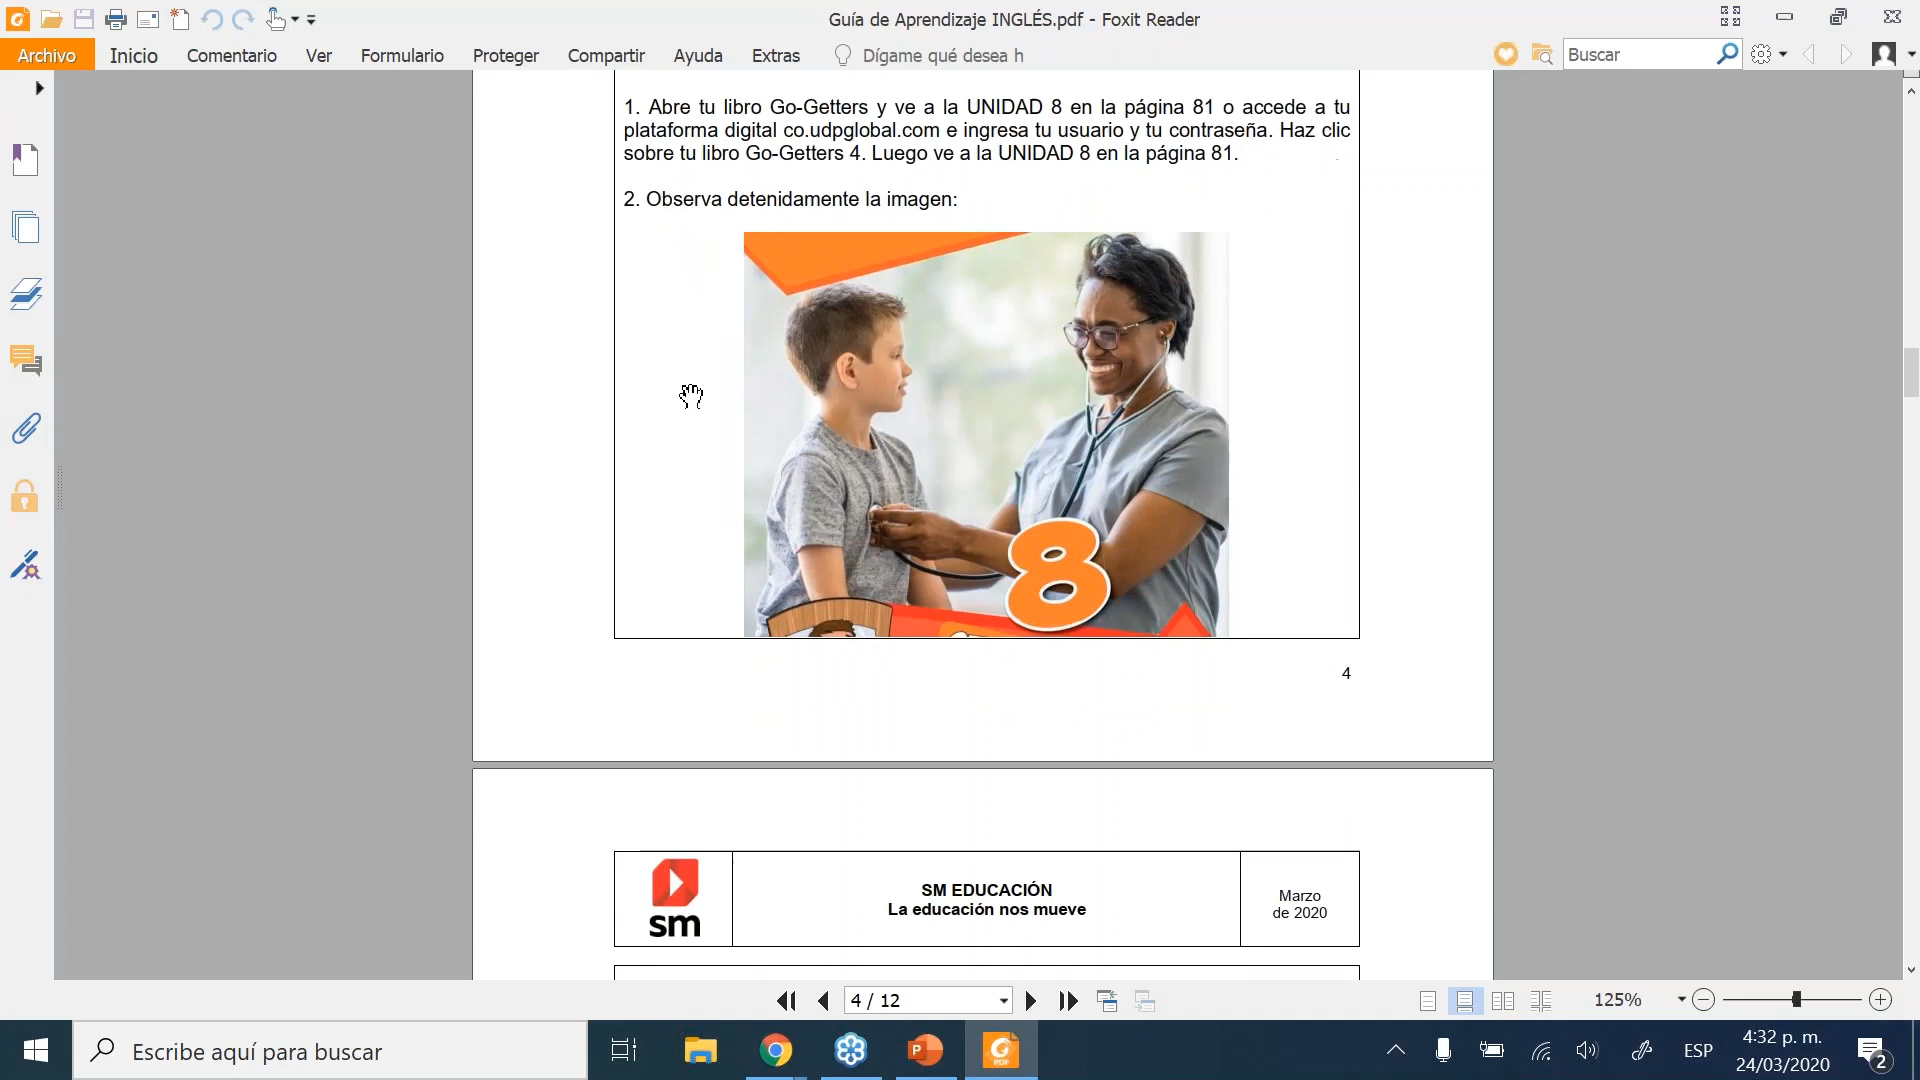 Guía de Aprendizaje INGLÉS.pdf - Foxit Reader
Archivo Inicio Comentario Ver Formulario Proteger Compartir Ayuda Extras Dígame qué desea h Buscar
1. Abre tu libro Go-Getters y ve a la UNIDAD 8 en la página 81 o accede a tu
plataforma digital co.udpglobal.com e ingresa tu usuario y tu contraseña. Haz clic
sobre tu libro Go-Getters 4. Luego ve a la UNIDAD 8 en la página 81.
2. Observa detenidamente la imagen:
8
4
sm
SM EDUCACIÓN
La educación nos mueve
Marzo
de 2020
4 / 12
125%
Escribe aquí para buscar
P
PDF
ESP
4:32 p. m.
24/03/2020
2